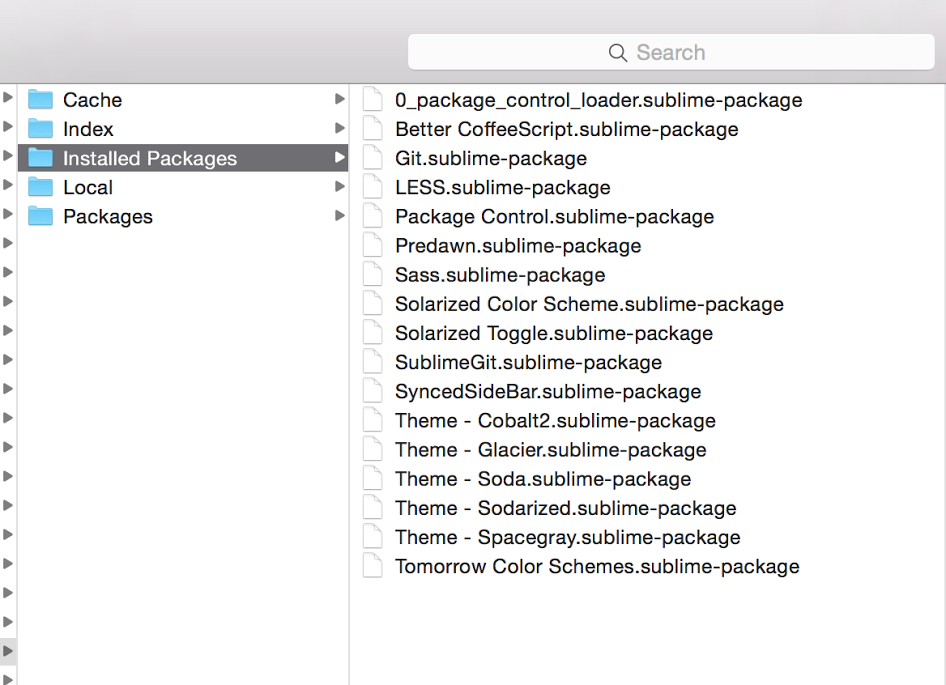 Search
Cache
Index
Installed Packages
Local
Packages
0_package_control_loader.sublime-package
Better CoffeeScript.sublime-package
Git.sublime-package
LESS.sublime-package
Package Control.sublime-package
Predawn.sublime-package
Sass.sublime-package
Solarized Color Scheme.sublime-package
Solarized Toggle.sublime-package
SublimeGit.sublime-package
SyncedSideBar.sublime-package
Theme - Cobalt2.sublime-package
Theme - Glacier.sublime-package
Theme - Soda.sublime-package
Theme - Sodarized.sublime-package
Theme - Spacegray.sublime-package
Tomorrow Color Schemes.sublime-package